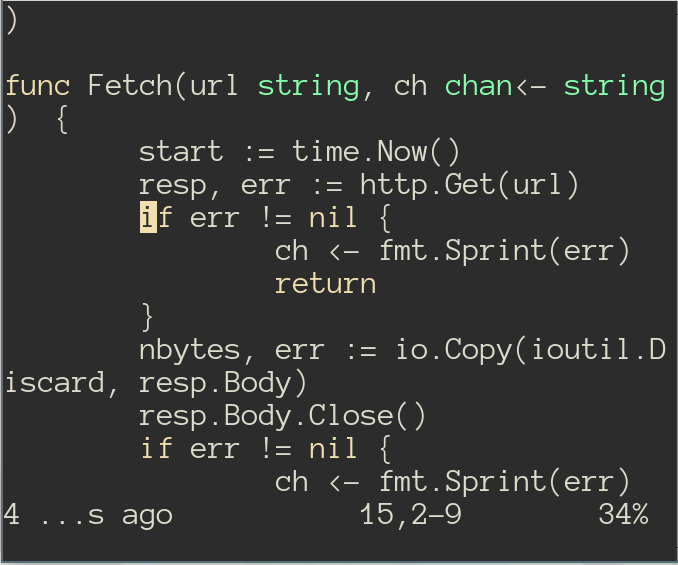 )
func Fetch(url string, ch chan<- string
)  {
        start := time.Now()
        resp, err := http.Get(url)
        if err != nil {
                ch <- fmt.Sprint(err)
                return
        }
        nbytes, err := io.Copy(ioutil.D
iscard, resp.Body)
        resp.Body.Close()
        if err != nil {
                ch <- fmt.Sprint(err)
4 ...s ago           15,2-9        34%